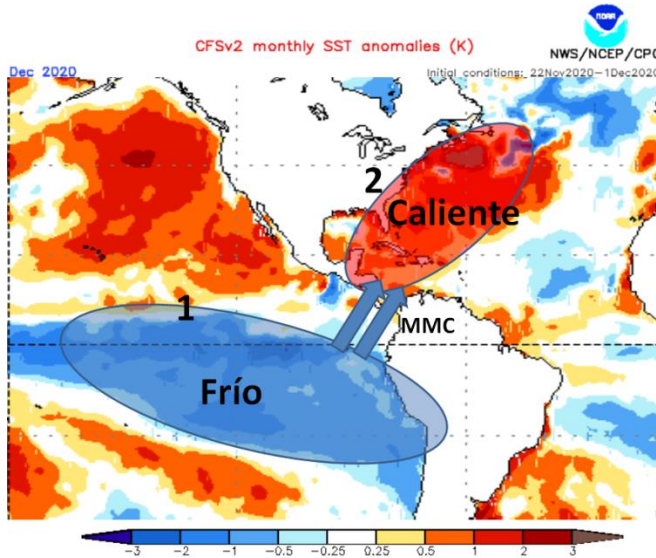 NOAA
CFSv2 monthly SST anomalies (K)
NWS/NCEP/CPC
Dec 2020
Initial conditions: 22Nov2020-1Dec2020
2
Caliente
1
MMC
Frío
-3 -2 -1 -0.5 -0.25 0.25 0.5 1 2 3